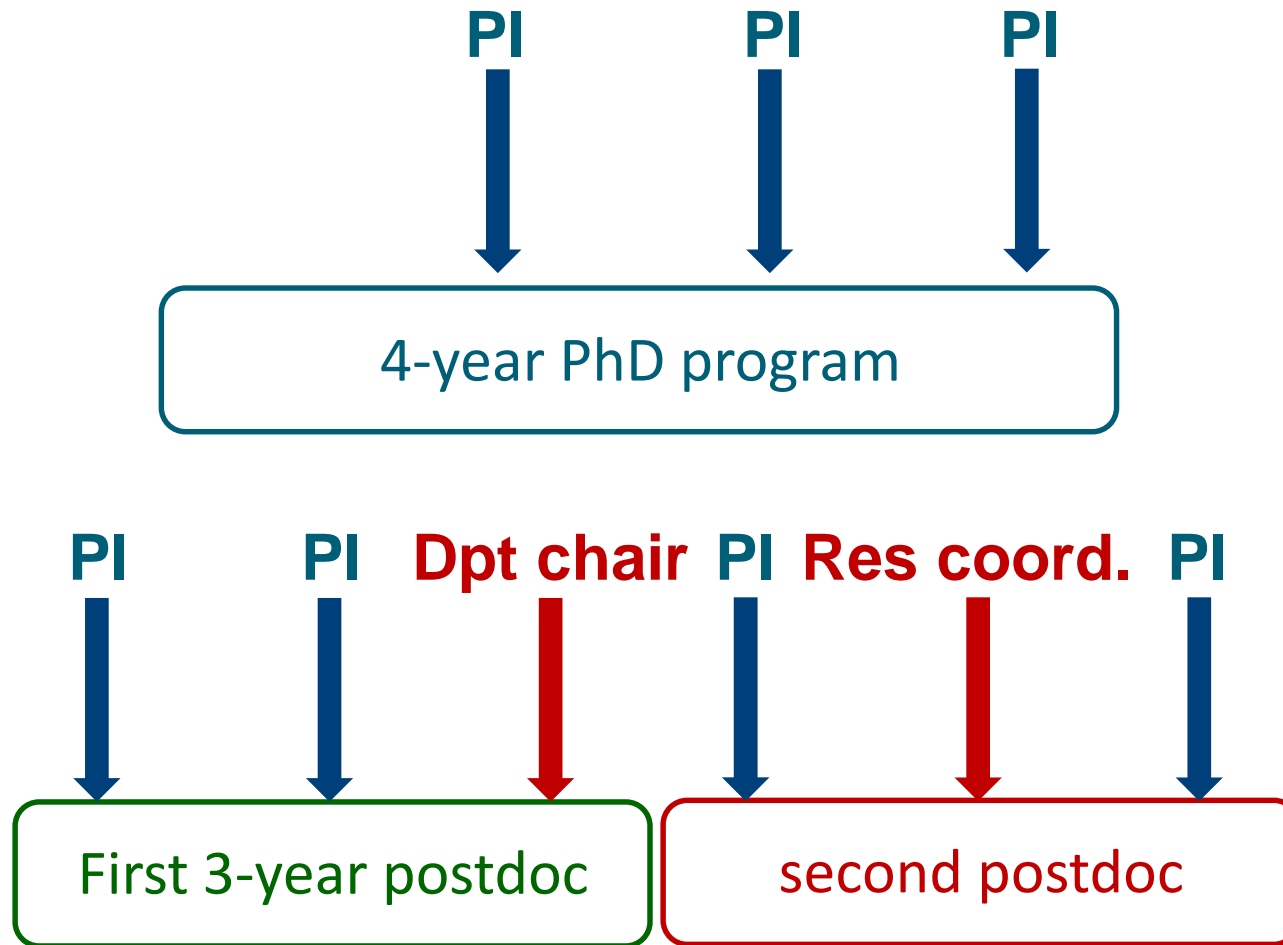 PI PI PI
4-year PhD program
PI PI Dpt chair PI Res coord. PI
First 3-year postdoc
second postdoc